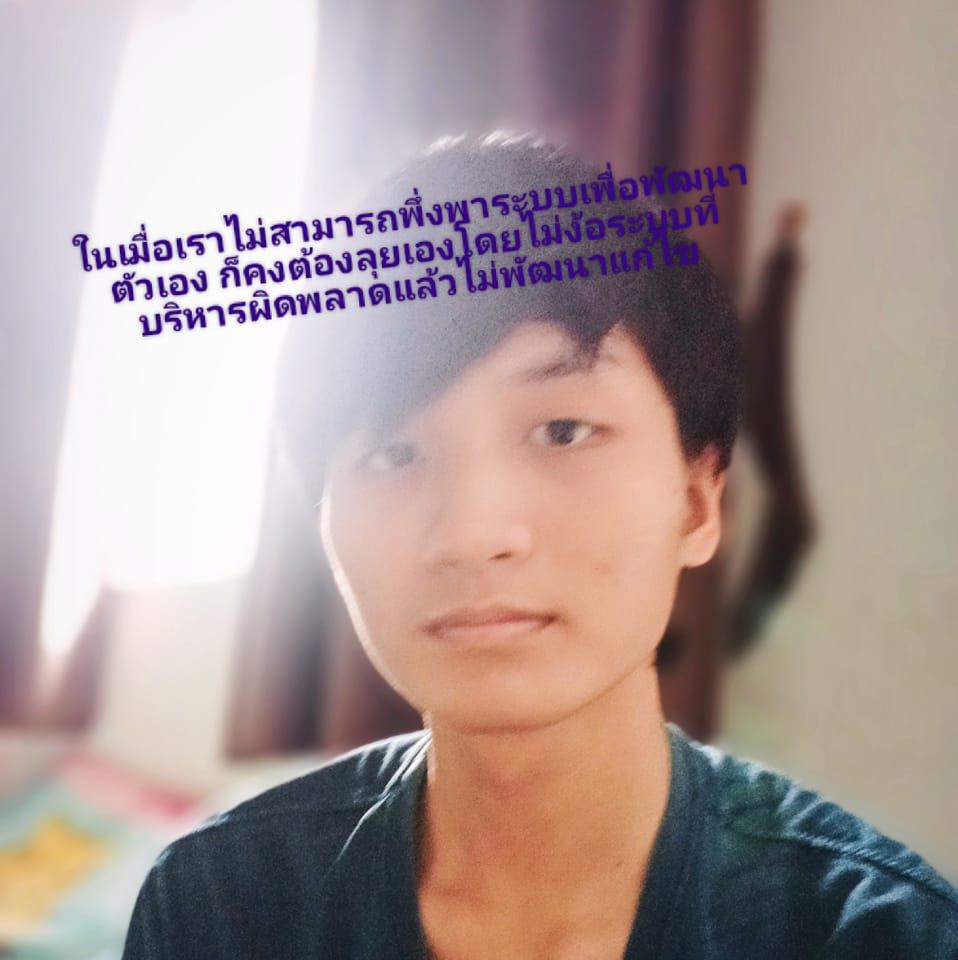 ในเมื่อเราไม่สามารถพึ่งพาระบบเพื่อพัฒนา
ตัวเอง ก็คงต้องลุยเองโดยไม่ง้อระบบที่
บริหารผิดพลาดแล้วไม่พัฒนาแก้ไข